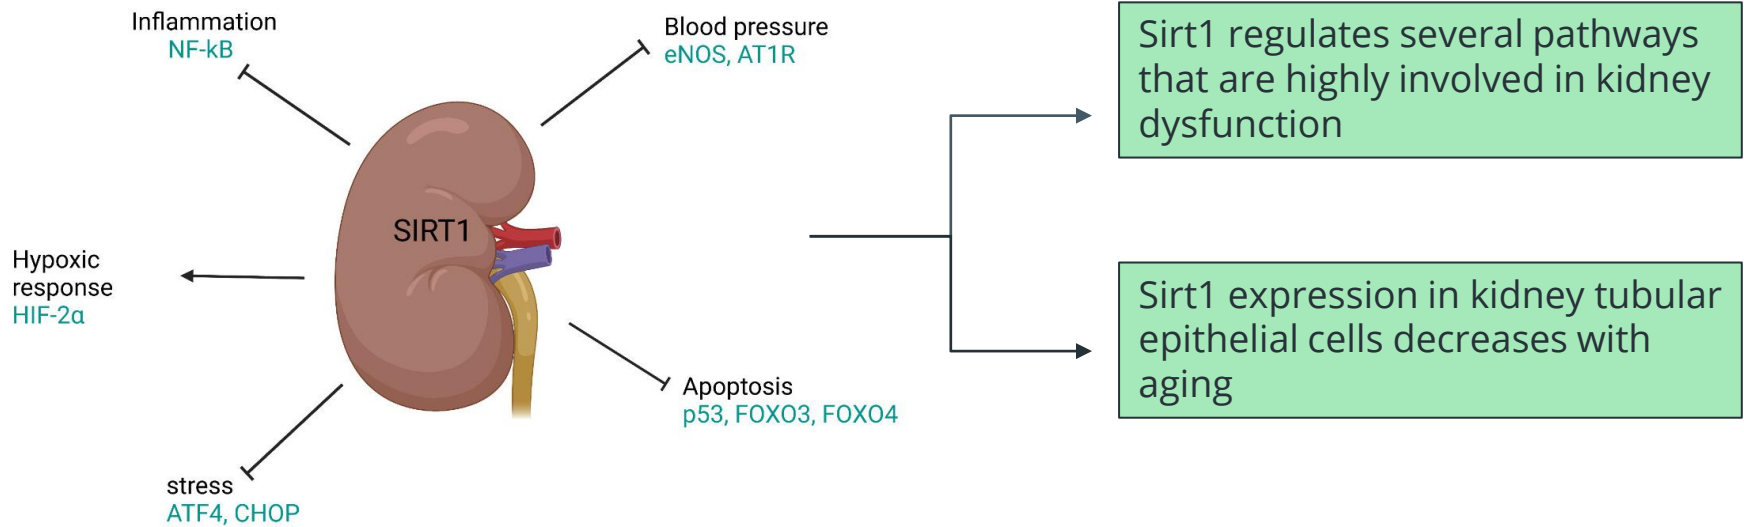 Inflammation
NF-kB
Blood pressure
eNOS, AT1R
SIRT1
Hypoxic
response
HIF-2α
Apoptosis
p53, FOXO3, FOXO4
stress
ATF4, CHOP
Sirt1 regulates several pathways
that are highly involved in kidney
dysfunction
Sirt1 expression in kidney tubular
epithelial cells decreases with
aging